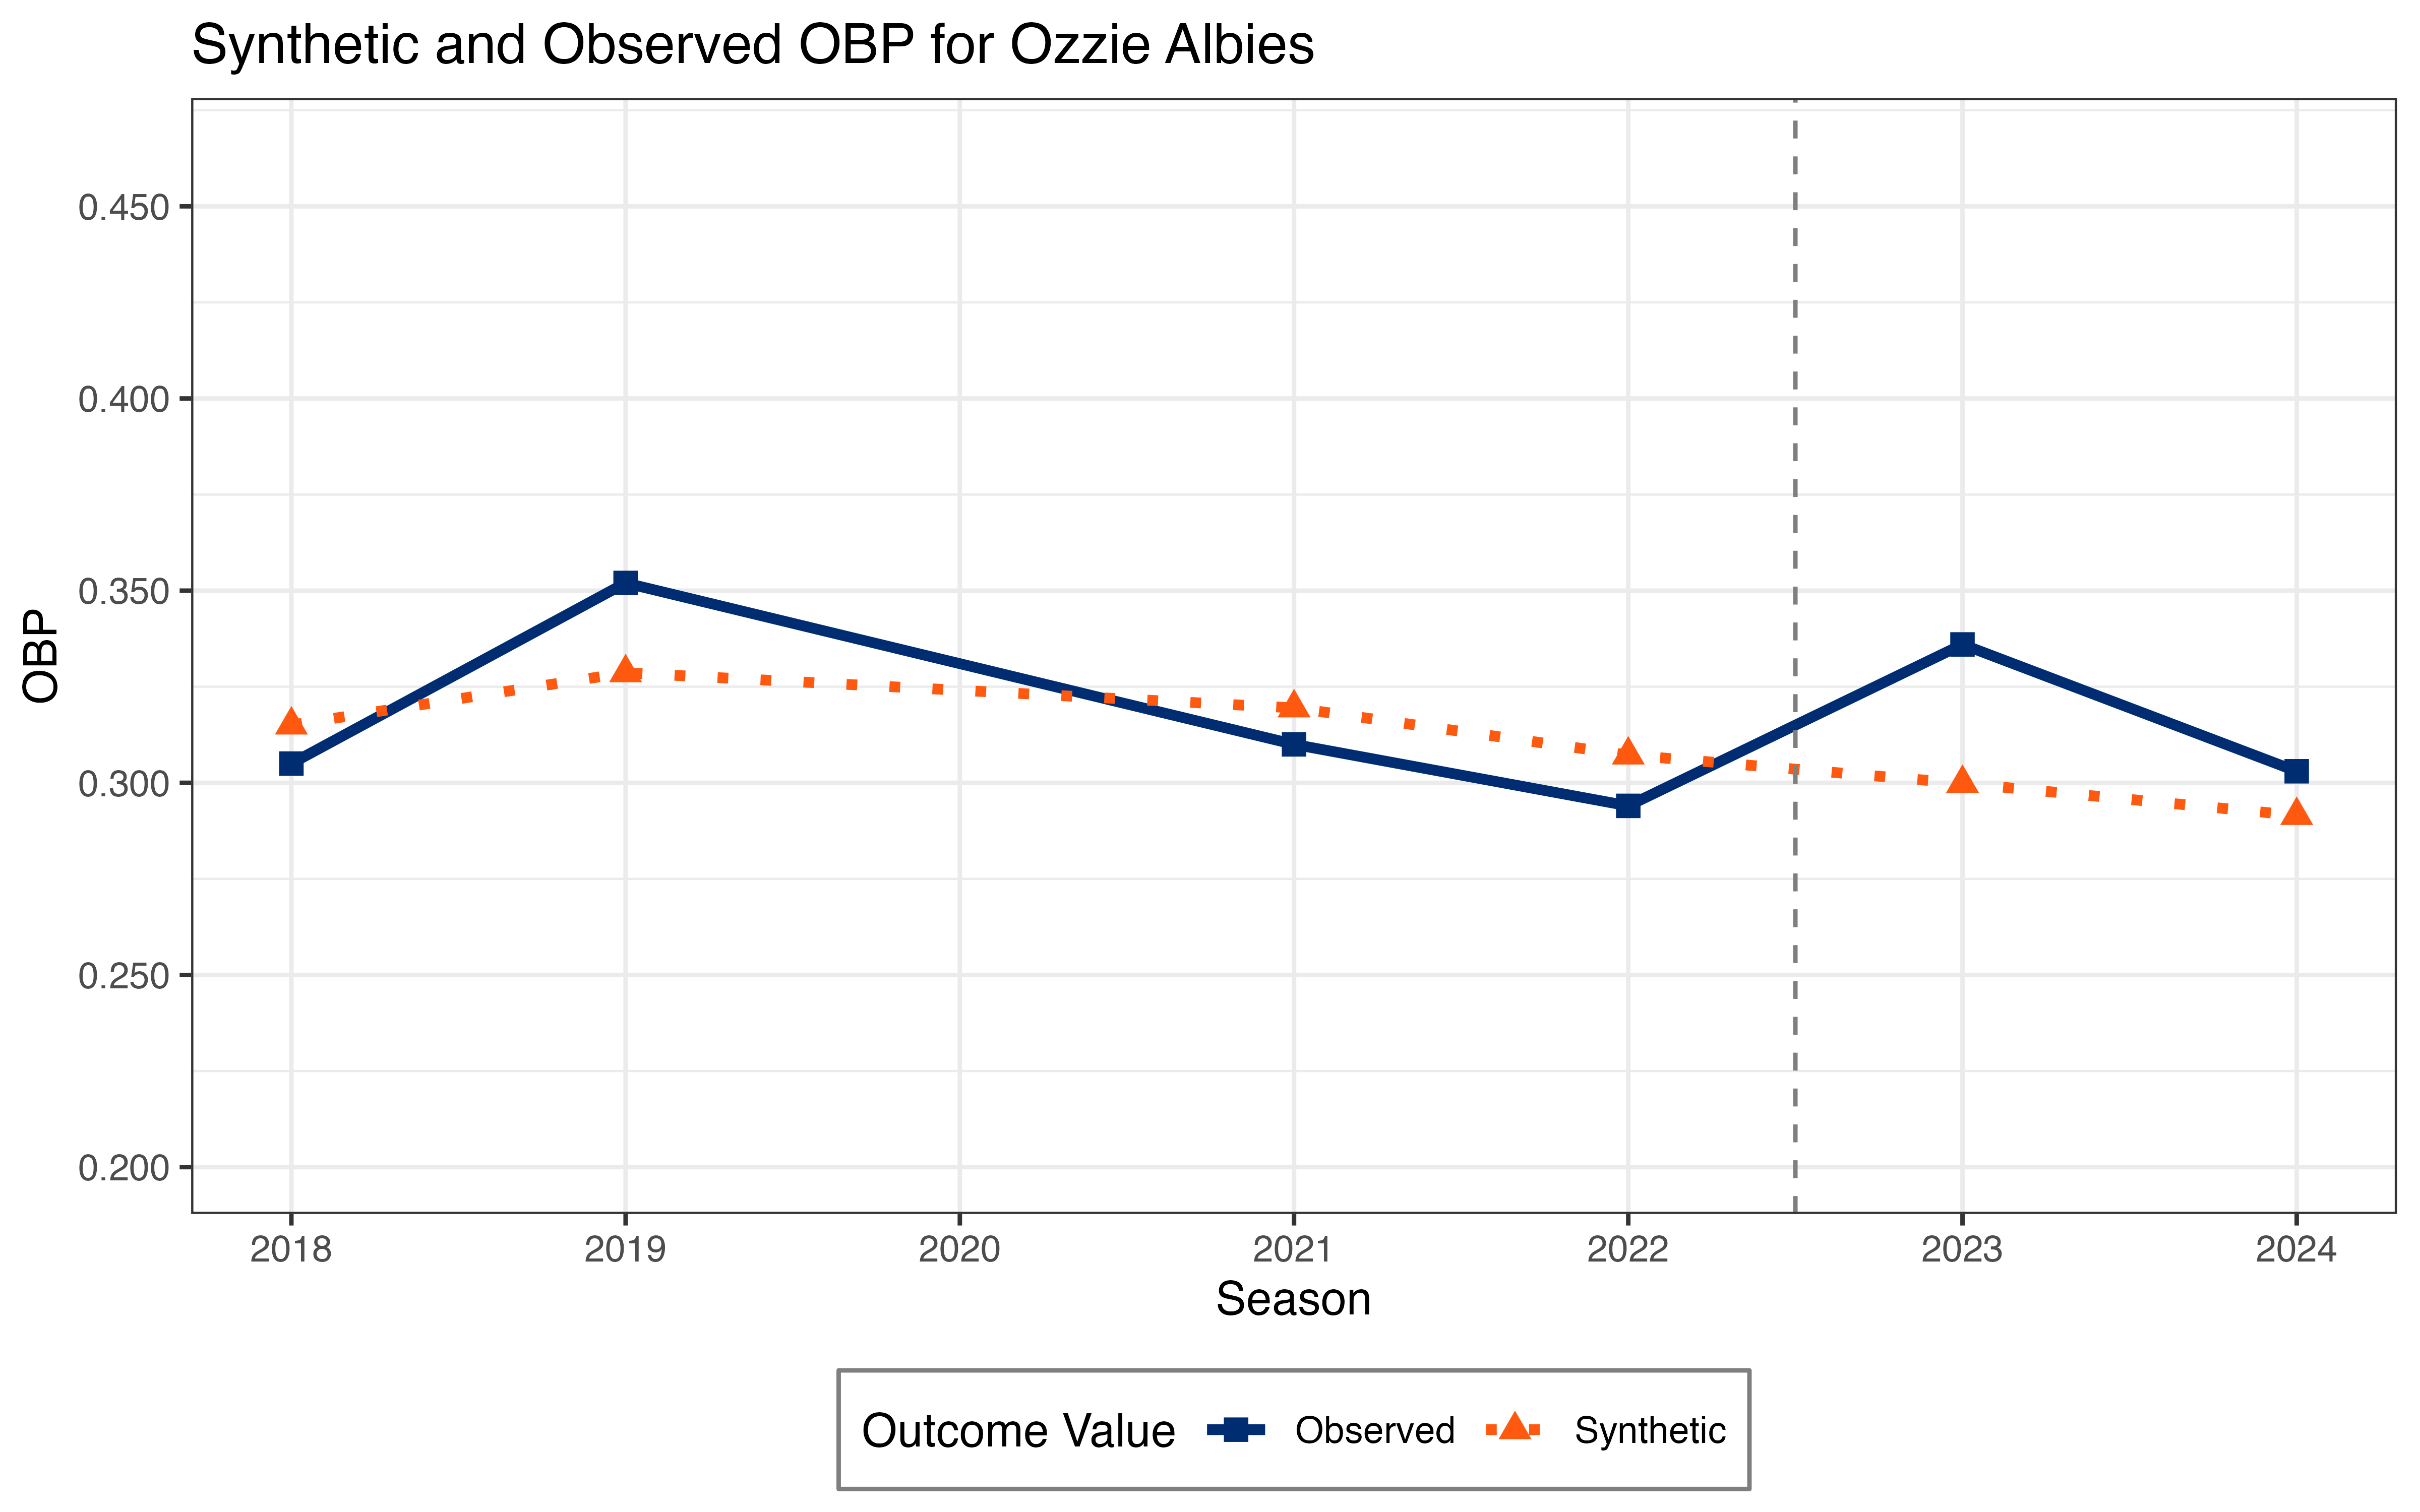 Synthetic and Observed OBP for Ozzie Albies
0.450
0.400
0.350
0.300
0.250
0.200
OBP
2018 2019 2020 2021 2022 2023 2024
Season
Outcome Value Observed Synthetic